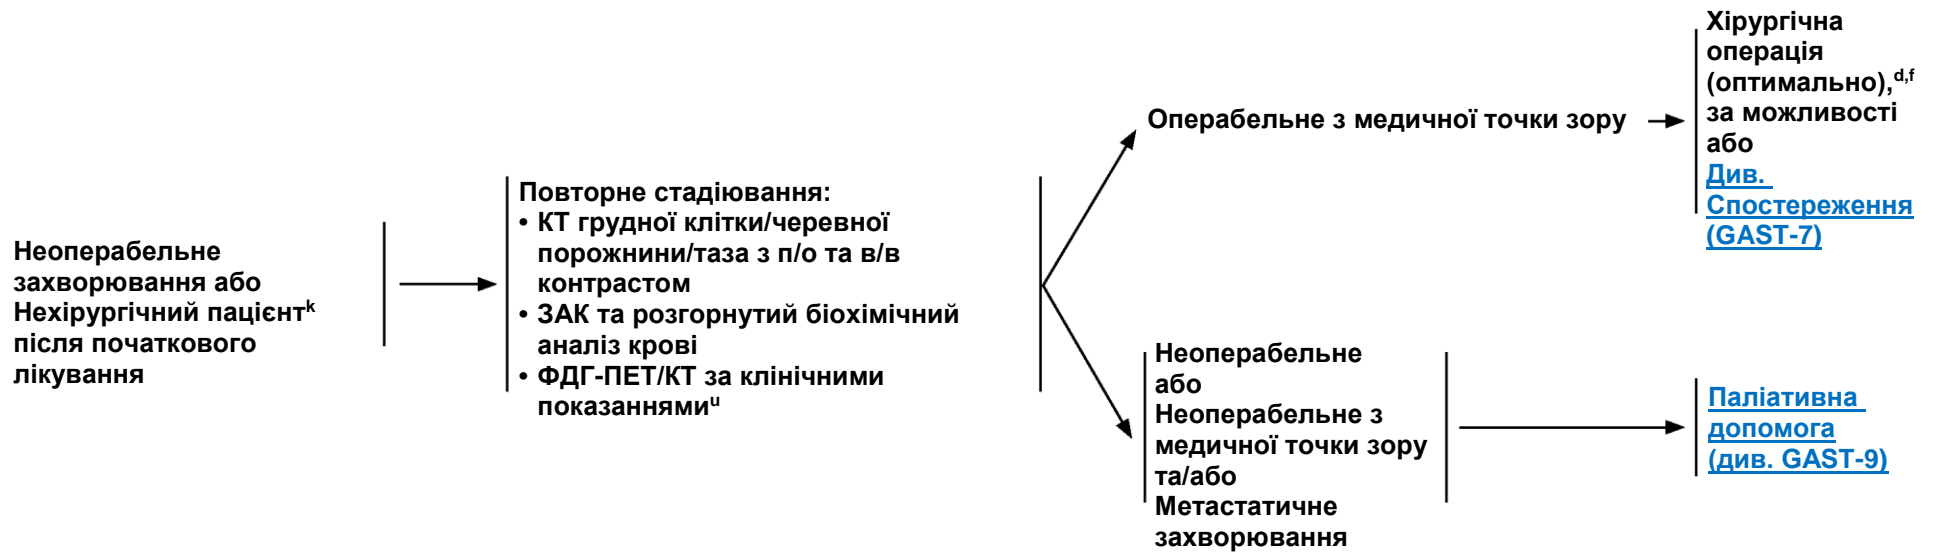 Неоперабельне
захворювання або
Нехірургічний пацієнтᵏ
після початкового
лікування
Повторне стадіювання:
• КТ грудної клітки/черевної
порожнини/таза з п/о та в/в
контрастом
• ЗАК та розгорнутий біохімічний
аналіз крові
• ФДГ-ПЕТ/КТ за клінічними
показаннямиᵘ
Операбельне з медичної точки зору
Хірургічна
операція
(оптимально),ᵈ,ᶠ
за можливості
або
Див.
Спостереження
(GAST-7)
Неоперабельне
або
Неоперабельне з
медичної точки зору
та/або
Метастатичне
захворювання
Паліативна
допомога
(див. GAST-9)